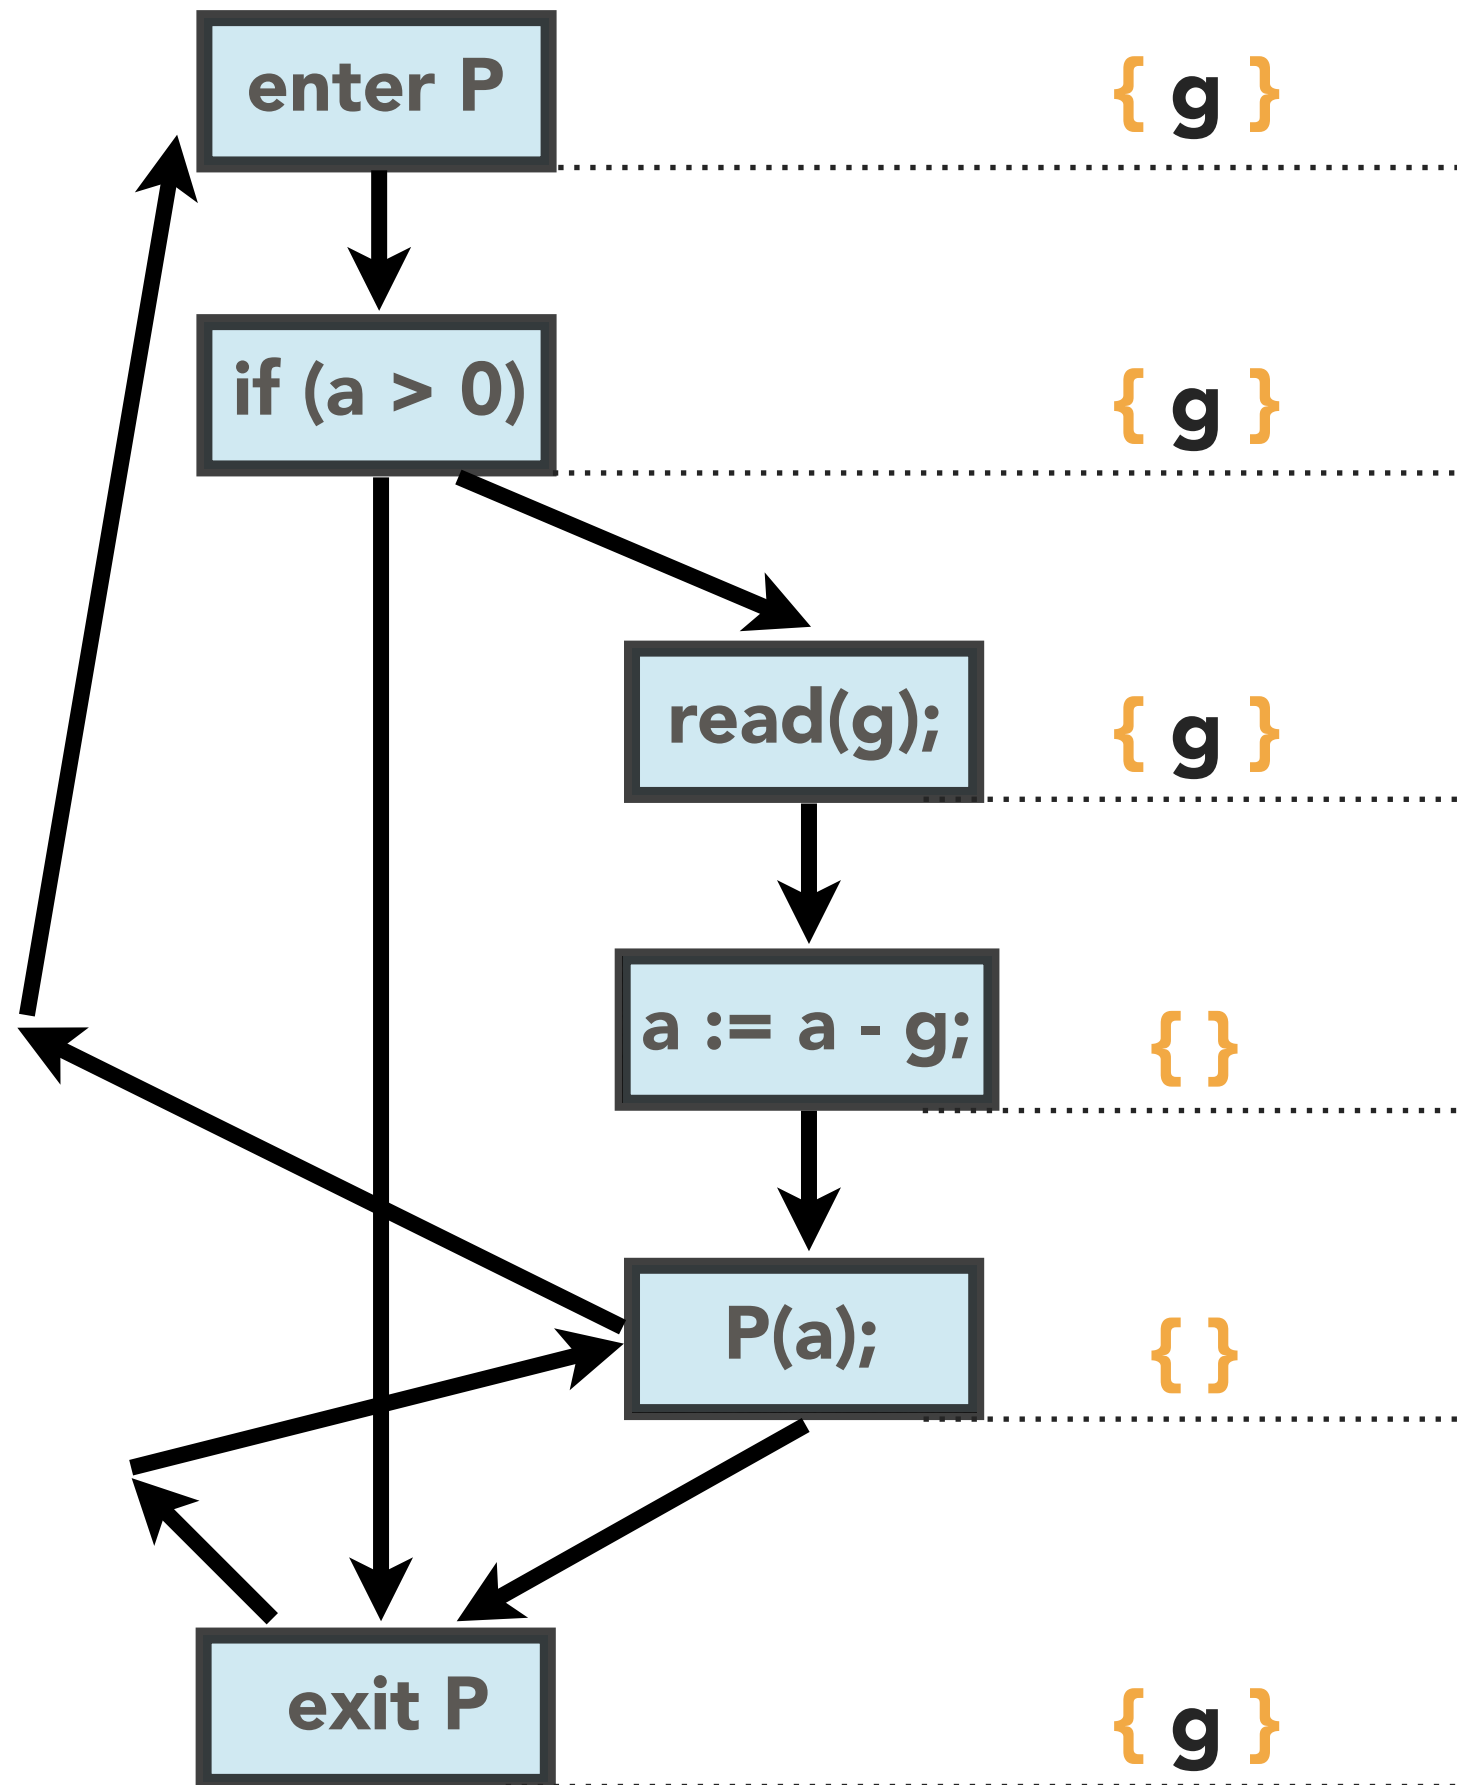 enter P { g }
if (a > 0) { g }
read(g); { g }
a := a - g; { }
P(a); { }
exit P { g }